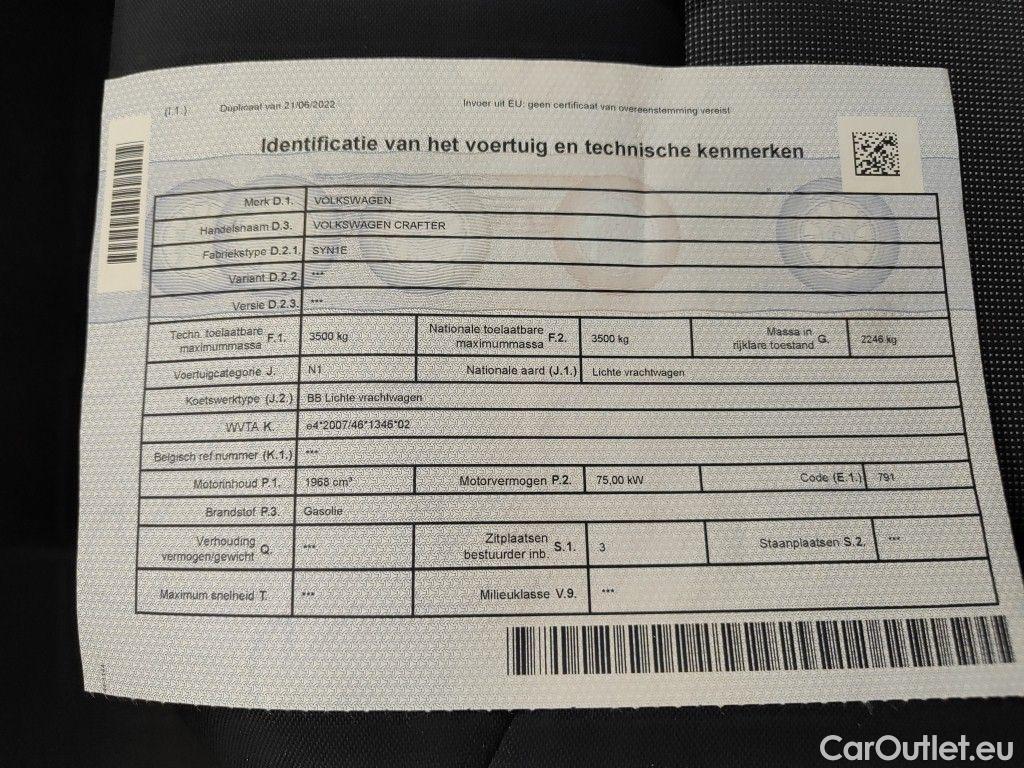 (I.1.) Duplicaat van 21/06/2022 Invoer uit EU: geen certificaat van overeenstemming vereist
Identificatie van het voertuig en technische kenmerken
Merk D.1. VOLKSWAGEN
Handelsnaam D.3. VOLKSWAGEN CRAFTER
Fabriekstype D.2.1. SYN1E
Variant D.2.2. ***
Versie D.2.3. ***
Techn. toelaatbare maximummassa F.1. 3500 kg Nationale toelaatbare maximummassa F.2. 3500 kg Massa in rijklare toestand G. 2246 kg
Voertuigcategorie J. N1 Nationale aard (J.1.) Lichte vrachtwagen
Koetswerktype (J.2.) BB Lichte vrachtwagen
WVTA K. e4*2007/46*1346*02
Belgisch ref nummer (K.1.) ***
Motorinhoud P.1. 1968 cm³ Motorvermogen P.2. 75,00 kW Code (E.1.) 791
Brandstof P.3. Gasolie
Verhouding vermogen/gewicht Q. *** Zitplaatsen bestuurder inb. S.1. 3 Staanplaatsen S.2. ***
Maximum snelheid T. *** Milieuklasse V.9. ***
CarOutlet.eu